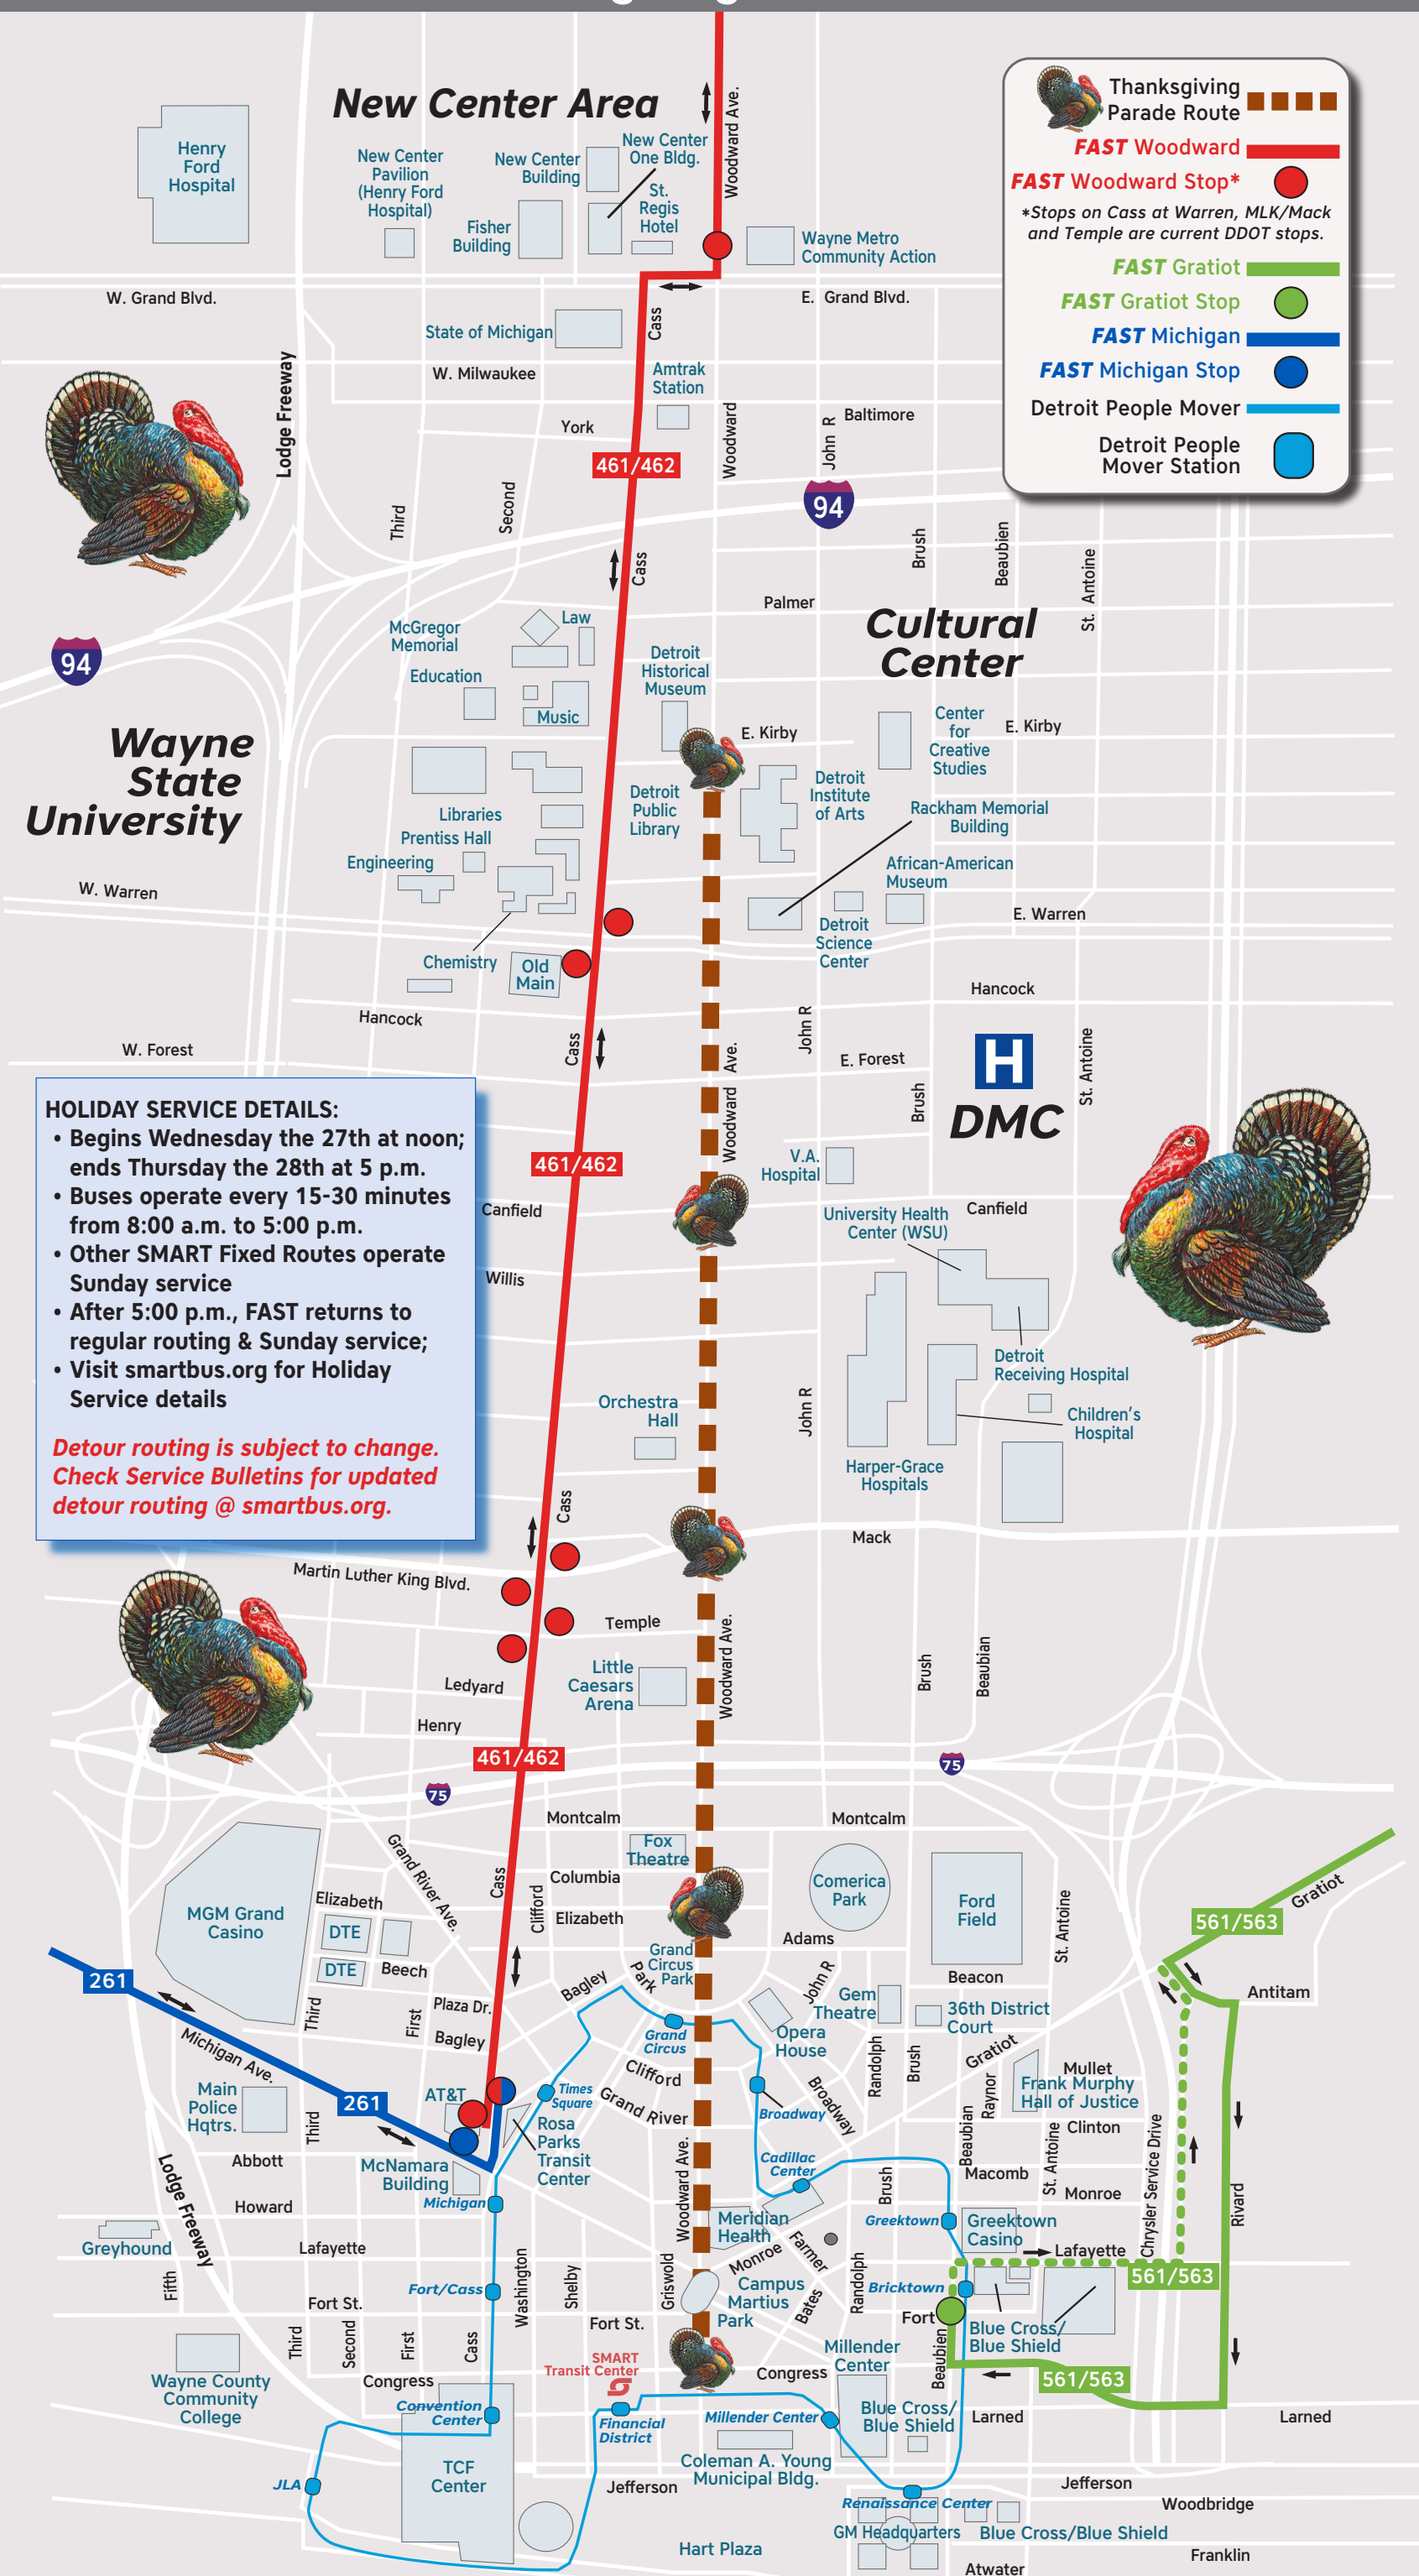 New Center Area
Woodward Ave.
Henry
Ford
Hospital
New Center
Pavilion
(Henry Ford
Hospital)
New Center
Building
New Center
One Bldg.
St.
Regis
Hotel
Fisher
Building
Wayne Metro
Community Action
Thanksgiving
Parade Route
FAST Woodward
FAST Woodward Stop*
*Stops on Cass at Warren, MLK/Mack
and Temple are current DDOT stops.
FAST Gratiot
FAST Gratiot Stop
FAST Michigan
FAST Michigan Stop
Detroit People Mover
Detroit People
Mover Station
W. Grand Blvd.
E. Grand Blvd.
State of Michigan
Cass
Lodge Freeway
W. Milwaukee
Amtrak
Station
York
Woodward
John R
Baltimore
461/462
94
Third
Second
Cass
Brush
Beaubien
St. Antoine
Palmer
94
McGregor
Memorial
Law
Education
Music
Detroit
Historical
Museum
Cultural
Center
Wayne
State
University
E. Kirby
Center
for
Creative
Studies
E. Kirby
Libraries
Prentiss Hall
Engineering
Detroit
Public
Library
Detroit
Institute
of Arts
Rackham Memorial
Building
African-American
Museum
W. Warren
E. Warren
Chemistry
Old
Main
Detroit
Science
Center
Hancock
Hancock
W. Forest
Cass
Woodward Ave.
John R
E. Forest
Brush
H
DMC
St. Antoine
HOLIDAY SERVICE DETAILS:
• Begins Wednesday the 27th at noon;
ends Thursday the 28th at 5 p.m.
• Buses operate every 15-30 minutes
from 8:00 a.m. to 5:00 p.m.
• Other SMART Fixed Routes operate
Sunday service
• After 5:00 p.m., FAST returns to
regular routing & Sunday service;
• Visit smartbus.org for Holiday
Service details
Detour routing is subject to change.
Check Service Bulletins for updated
detour routing @ smartbus.org.
461/462
V.A.
Hospital
Canfield
University Health
Center (WSU)
Canfield
Willis
Detroit
Receiving Hospital
Orchestra
Hall
John R
Children's
Hospital
Harper-Grace
Hospitals
Cass
Mack
Martin Luther King Blvd.
Temple
Woodward Ave.
Little
Caesars
Arena
Ledyard
Brush
Beaubian
Henry
461/462
75
75
Montcalm
Montcalm
Grand River Ave.
Fox
Theatre
Cass
Columbia
Clifford
Elizabeth
Comerica
Park
Ford
Field
St. Antoine
Gratiot
561/563
MGM Grand
Casino
Elizabeth
DTE
DTE
Beech
Adams
Grand
Circus
Park
Beacon
261
Third
First
Plaza Dr.
Bagley
Bagley
Park
John R
Gem
Theatre
36th District
Court
Antitam
Grand
Circus
Opera
House
Gratiot
Michigan Ave.
Clifford
Randolph
Brush
Mullet
Frank Murphy
Hall of Justice
Raynor
Main
Police
Hqtrs.
261
AT&T
Times
Square
Grand River
Broadway
Broadway
Clinton
Third
Rosa
Parks
Transit
Center
Beaubian
St. Antoine
Chrysler Service Drive
Abbott
McNamara
Building
Cadillac
Center
Macomb
Lodge Freeway
Howard
Michigan
Woodward Ave.
Brush
Monroe
Rivard
Greyhound
Lafayette
Meridian
Health
Farmer
Monroe
Greektown
Greektown
Casino
Lafayette
Fifth
Fort/Cass
Washington
Shelby
Griswold
Campus
Martius
Park
Bates
Randolph
Bricktown
561/563
Fort St.
Fort St.
Fort
Blue Cross/
Blue Shield
Third
Second
First
Cass
SMART
Transit Center
Millender
Center
Beaubien
Wayne County
Community
College
Congress
Congress
561/563
Convention
Center
Financial
District
Millender Center
Blue Cross/
Blue Shield
Larned
Larned
Coleman A. Young
Municipal Bldg.
JLA
TCF
Center
Jefferson
Jefferson
Renaissance Center
Woodbridge
GM Headquarters
Blue Cross/Blue Shield
Hart Plaza
Franklin
Atwater